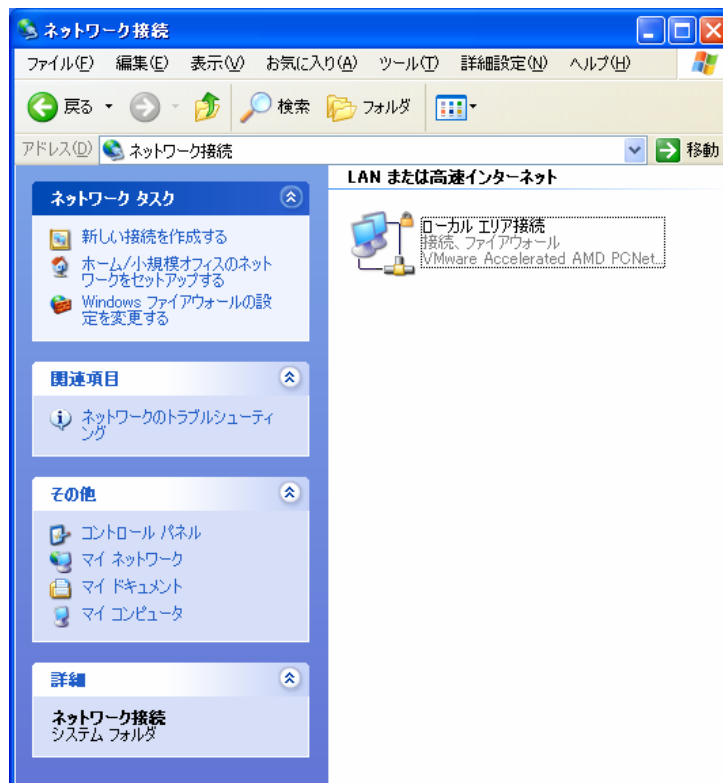 ネットワーク接続
ファイル(F) 編集(E) 表示(V) お気に入り(A) ツール(T) 詳細設定(N) ヘルプ(H)
戻る 検索 フォルダ
アドレス(D) ネットワーク接続 移動
ネットワーク タスク
新しい接続を作成する
ホーム/小規模オフィスのネット
ワークをセットアップする
Windows ファイアウォールの設
定を変更する
関連項目
ネットワークのトラブルシューティ
ング
その他
コントロール パネル
マイ ネットワーク
マイ ドキュメント
マイ コンピュータ
詳細
ネットワーク接続
システム フォルダ
LAN または高速インターネット
ローカル エリア接続
接続、ファイアウォール
VMware Accelerated AMD PCNet...